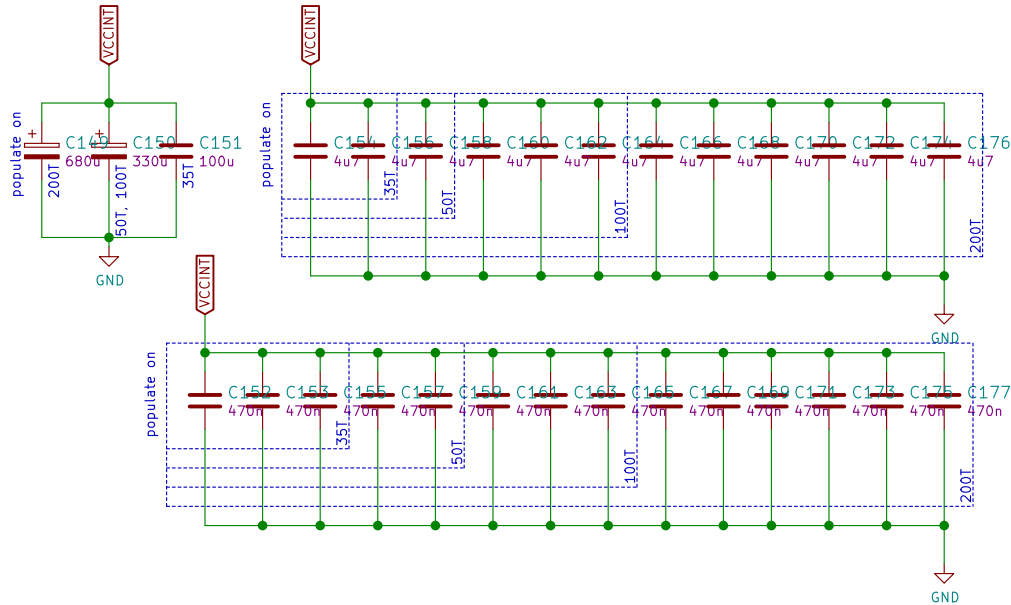 VCCINT
populate on
C149
680u
200T
C150
330u
50T, 100T
C151
100u
35T
GND
VCCINT
populate on
C154
4u7
C156
4u7
C158
4u7
C160
4u7
C162
4u7
C164
4u7
C166
4u7
C168
4u7
C170
4u7
C172
4u7
C174
4u7
C176
4u7
35T
50T
100T
200T
GND
VCCINT
populate on
C152
470n
C153
470n
C155
470n
C157
470n
C159
470n
C161
470n
C163
470n
C165
470n
C167
470n
C169
470n
C171
470n
C173
470n
C175
470n
C177
470n
35T
50T
100T
200T
GND